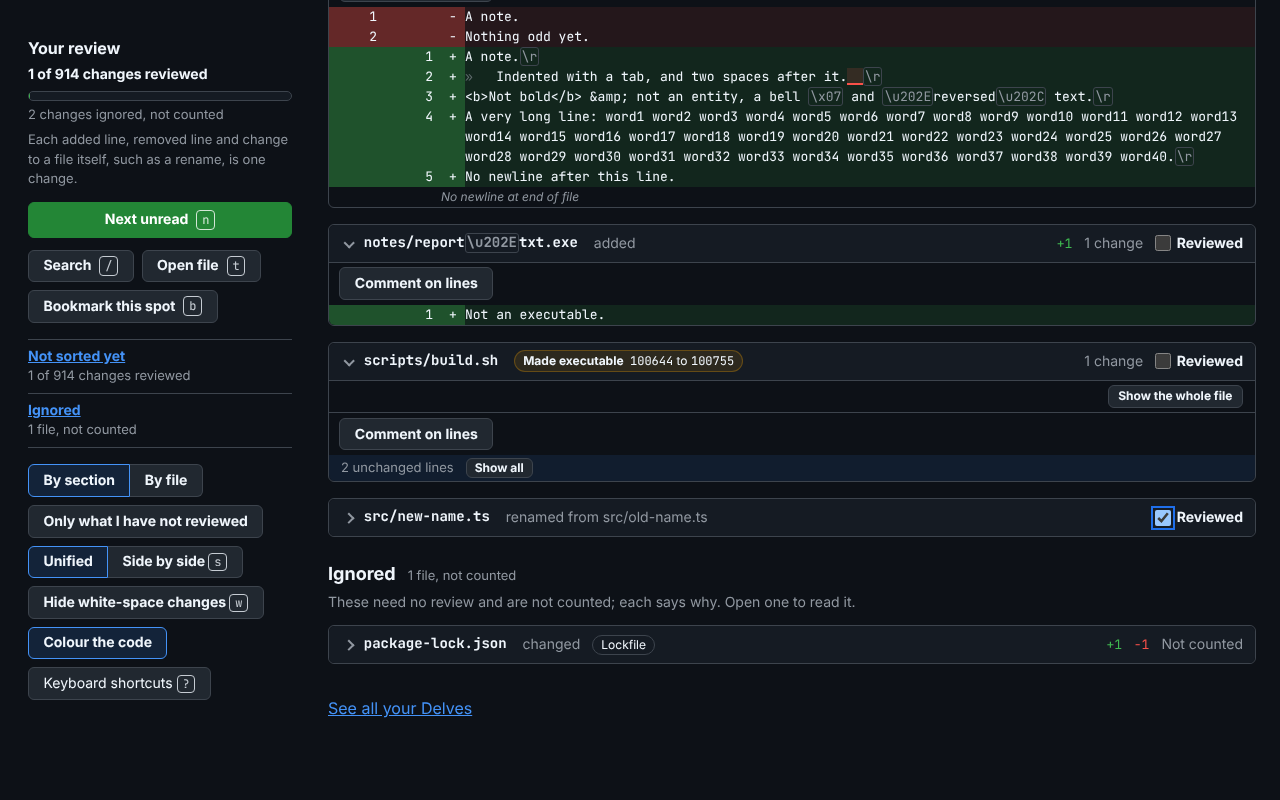 Your review
1 of 914 changes reviewed
2 changes ignored, not counted
Each added line, removed line and change
to a file itself, such as a rename, is one
change.
Next unread n
Search /
Open file t
Bookmark this spot b
Not sorted yet
1 of 914 changes reviewed
Ignored
1 file, not counted
By section
By file
Only what I have not reviewed
Unified
Side by side s
Hide white-space changes w
Colour the code
Keyboard shortcuts ?
1 - A note.
2 - Nothing odd yet.
1 + A note.\r
2 + » Indented with a tab, and two spaces after it. \r
3 + <b>Not bold</b> &amp; not an entity, a bell \x07 and \u202Ereversed\u202C text.\r
4 + A very long line: word1 word2 word3 word4 word5 word6 word7 word8 word9 word10 word11 word12 word13
word14 word15 word16 word17 word18 word19 word20 word21 word22 word23 word24 word25 word26 word27
word28 word29 word30 word31 word32 word33 word34 word35 word36 word37 word38 word39 word40.\r
5 + No newline after this line.
No newline at end of file
notes/report\u202Etxt.exe added +1 1 change Reviewed
Comment on lines
1 + Not an executable.
scripts/build.sh Made executable 100644 to 100755 1 change Reviewed
Show the whole file
Comment on lines
2 unchanged lines Show all
src/new-name.ts renamed from src/old-name.ts Reviewed
Ignored 1 file, not counted
These need no review and are not counted; each says why. Open one to read it.
package-lock.json changed Lockfile +1 -1 Not counted
See all your Delves